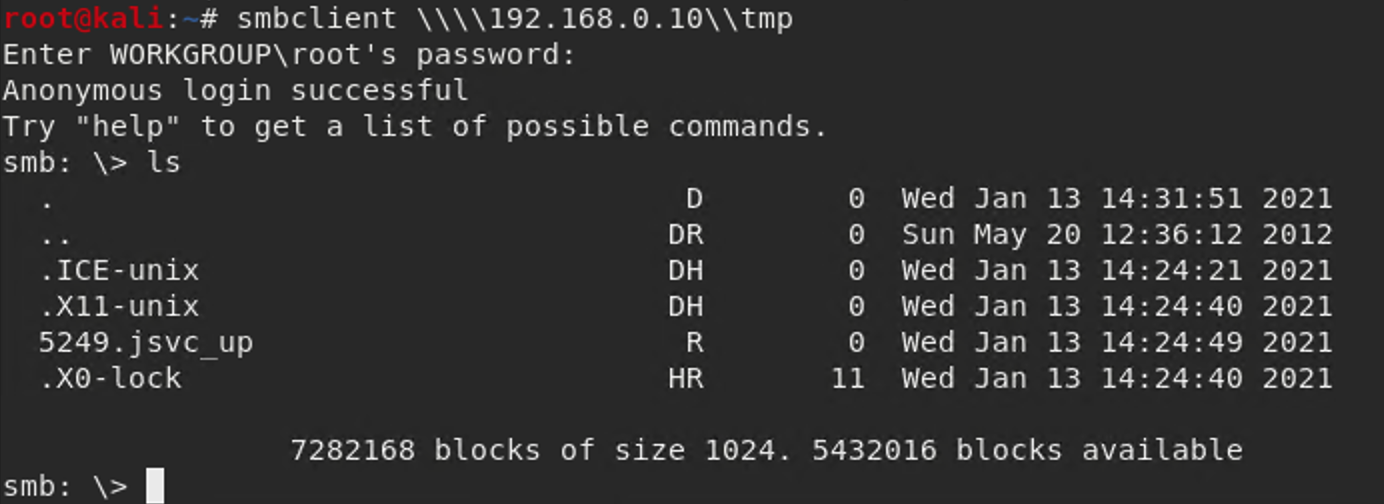 root@kali:~# smbclient \\\\192.168.0.10\\tmp
Enter WORKGROUP\root's password:
Anonymous login successful
Try "help" to get a list of possible commands.
smb: \> ls
. D 0 Wed Jan 13 14:31:51 2021
.. DR 0 Sun May 20 12:36:12 2012
.ICE-unix DH 0 Wed Jan 13 14:24:21 2021
.X11-unix DH 0 Wed Jan 13 14:24:40 2021
5249.jsvc_up R 0 Wed Jan 13 14:24:49 2021
.X0-lock HR 11 Wed Jan 13 14:24:40 2021
7282168 blocks of size 1024. 5432016 blocks available
smb: \>